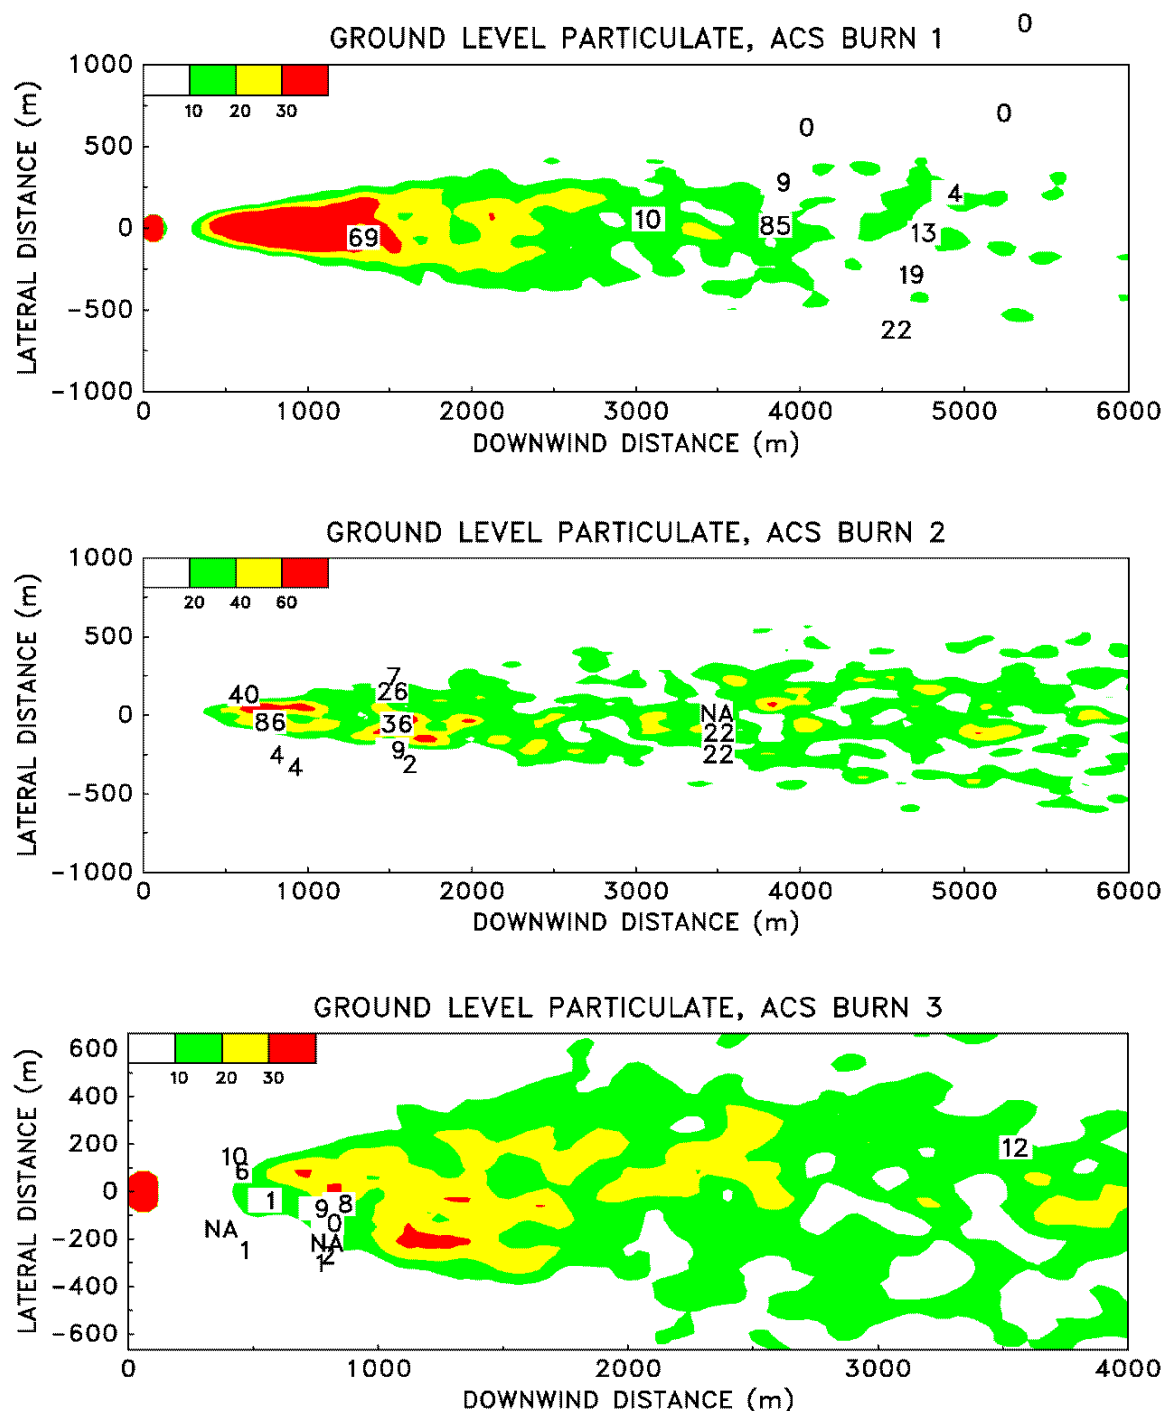 0
GROUND LEVEL PARTICULATE, ACS BURN 1
1000
10 20 30
0
0
500
9
4
10
85
0
69
13
19
-500
22
-1000
0 1000 2000 3000 4000 5000 6000
LATERAL DISTANCE (m)
DOWNWIND DISTANCE (m)
GROUND LEVEL PARTICULATE, ACS BURN 2
1000
20 40 60
500
7
40
26
NA
0
86
36
22
4
9
22
4
2
-500
-1000
0 1000 2000 3000 4000 5000 6000
LATERAL DISTANCE (m)
DOWNWIND DISTANCE (m)
GROUND LEVEL PARTICULATE, ACS BURN 3
600
10 20 30
400
200
12
10
6
0
1
8
9
0
NA
NA
-200
1
2
1
-400
-600
0 1000 2000 3000 4000
LATERAL DISTANCE (m)
DOWNWIND DISTANCE (m)